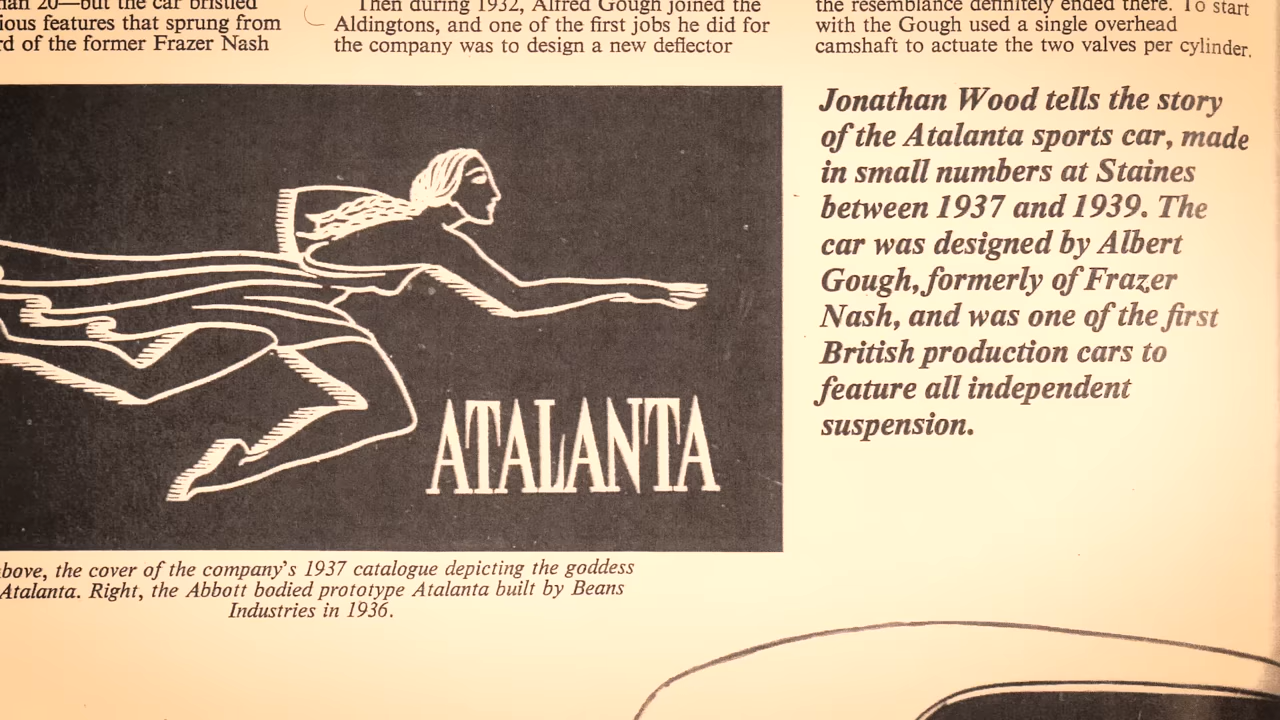 20—but the car bristled
ious features that sprung from
rd of the former Frazer Nash
Then during 1932, Alfred Gough joined the
Aldingtons, and one of the first jobs he did for
the company was to design a new deflector
the resemblance definitely ended there. To start
with the Gough used a single overhead
camshaft to actuate the two valves per cylinder.
Jonathan Wood tells the story
of the Atalanta sports car, made
in small numbers at Staines
between 1937 and 1939. The
car was designed by Albert
Gough, formerly of Frazer
Nash, and was one of the first
British production cars to
feature all independent
suspension.
ATALANTA
bove, the cover of the company's 1937 catalogue depicting the goddess
Atalanta. Right, the Abbott bodied prototype Atalanta built by Beans
Industries in 1936.